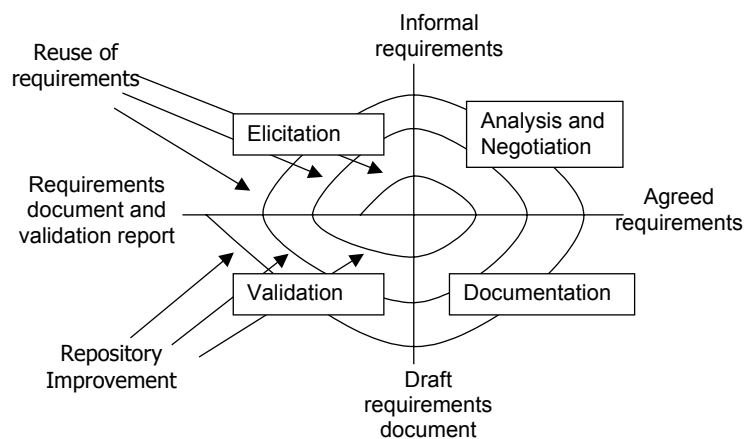 Informal
requirements
Reuse of
requirements
Elicitation
Analysis and
Negotiation
Requirements
document and
validation report
Agreed
requirements
Validation
Documentation
Repository
Improvement
Draft
requirements
document